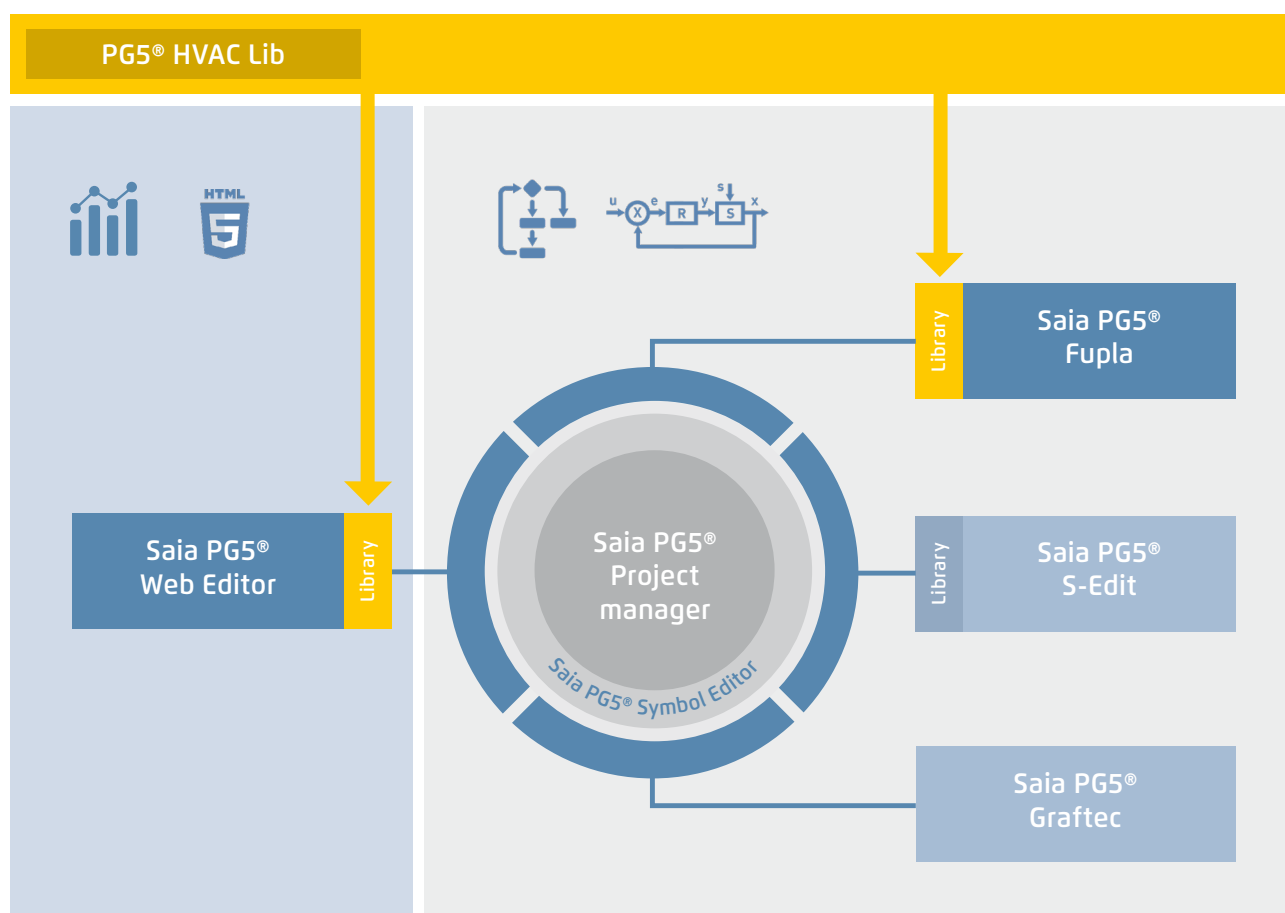 PG5® HVAC Lib
HTML
5
u
e
y
s
x
X
R
S
Library
Saia PG5®
Fupla
Saia PG5®
Web Editor
Library
Saia PG5®
Project
manager
Saia PG5® Symbol Editor
Library
Saia PG5®
S-Edit
Saia PG5®
Graftec